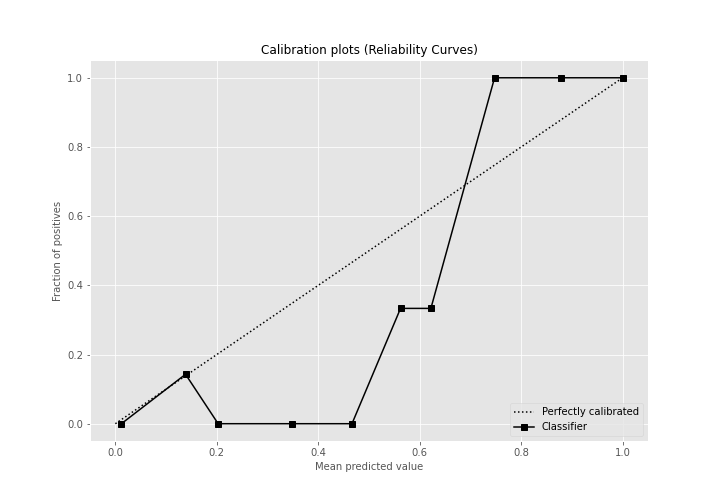 Calibration plots (Reliability Curves)
1.0
0.8
0.6
0.4
0.2
0.0
Fraction of positives
0.0 0.2 0.4 0.6 0.8 1.0
Mean predicted value
Perfectly calibrated
Classifier